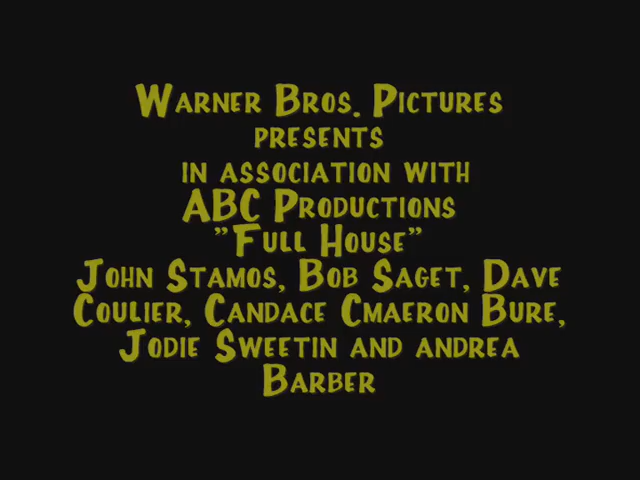 Warner Bros. Pictures
presents
in association with
ABC Productions
"Full House"
John Stamos, Bob Saget, Dave
Coulier, Candace Cmaeron Bure,
Jodie Sweetin and andrea
Barber